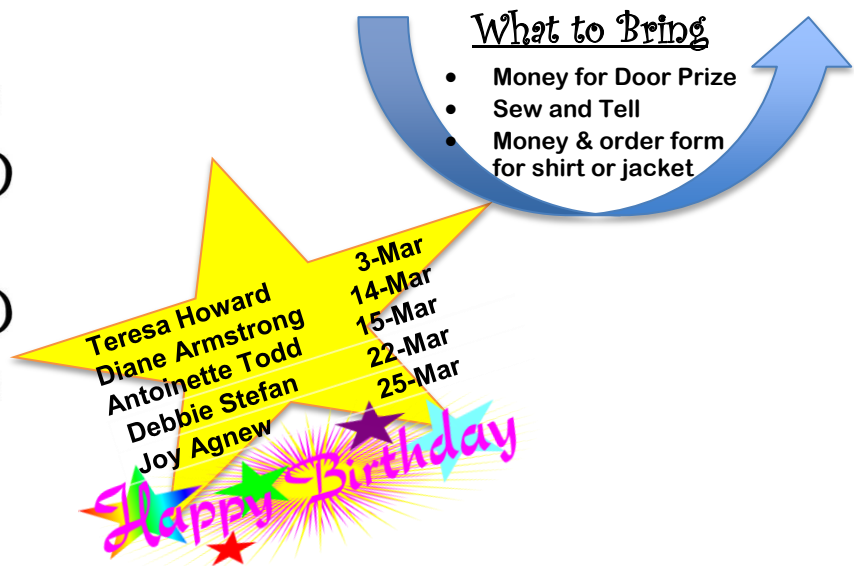 What to Bring
• Money for Door Prize
• Sew and Tell
• Money & order form
for shirt or jacket
Teresa Howard 3-Mar
Diane Armstrong 14-Mar
Antoinette Todd 15-Mar
Debbie Stefan 22-Mar
Joy Agnew 25-Mar
Happy Birthday